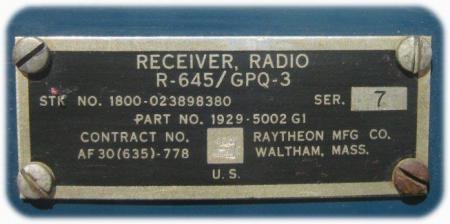 RECEIVER, RADIO
R-645/GPQ-3
STK NO. 1800-023898380 SER. 7
PART NO. 1929-5002 G1
CONTRACT NO. RAYTHEON MFG CO.
AF 30 (635)-778 WALTHAM, MASS.
U.S.